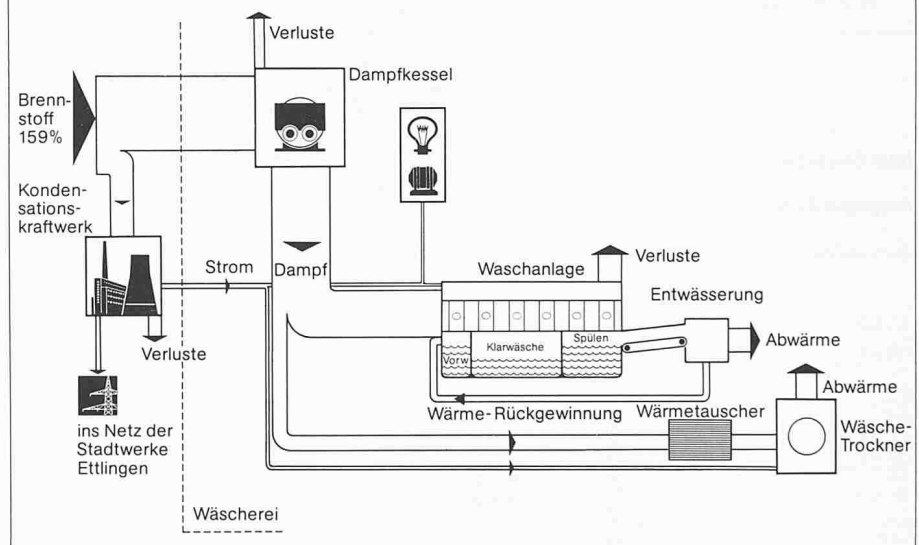 Verluste
Dampfkessel
Brenn-
stoff
159%
Konden-
sations-
kraftwerk
Strom
Dampf
Waschanlage
Verluste
Entwässerung
Vorw
Klarwäsche
Spülen
Abwärme
Verluste
Abwärme
Wärme-Rückgewinnung
Wärmetauscher
Wäsche-
Trockner
ins Netz der
Stadtwerke
Ettlingen
Wäscherei